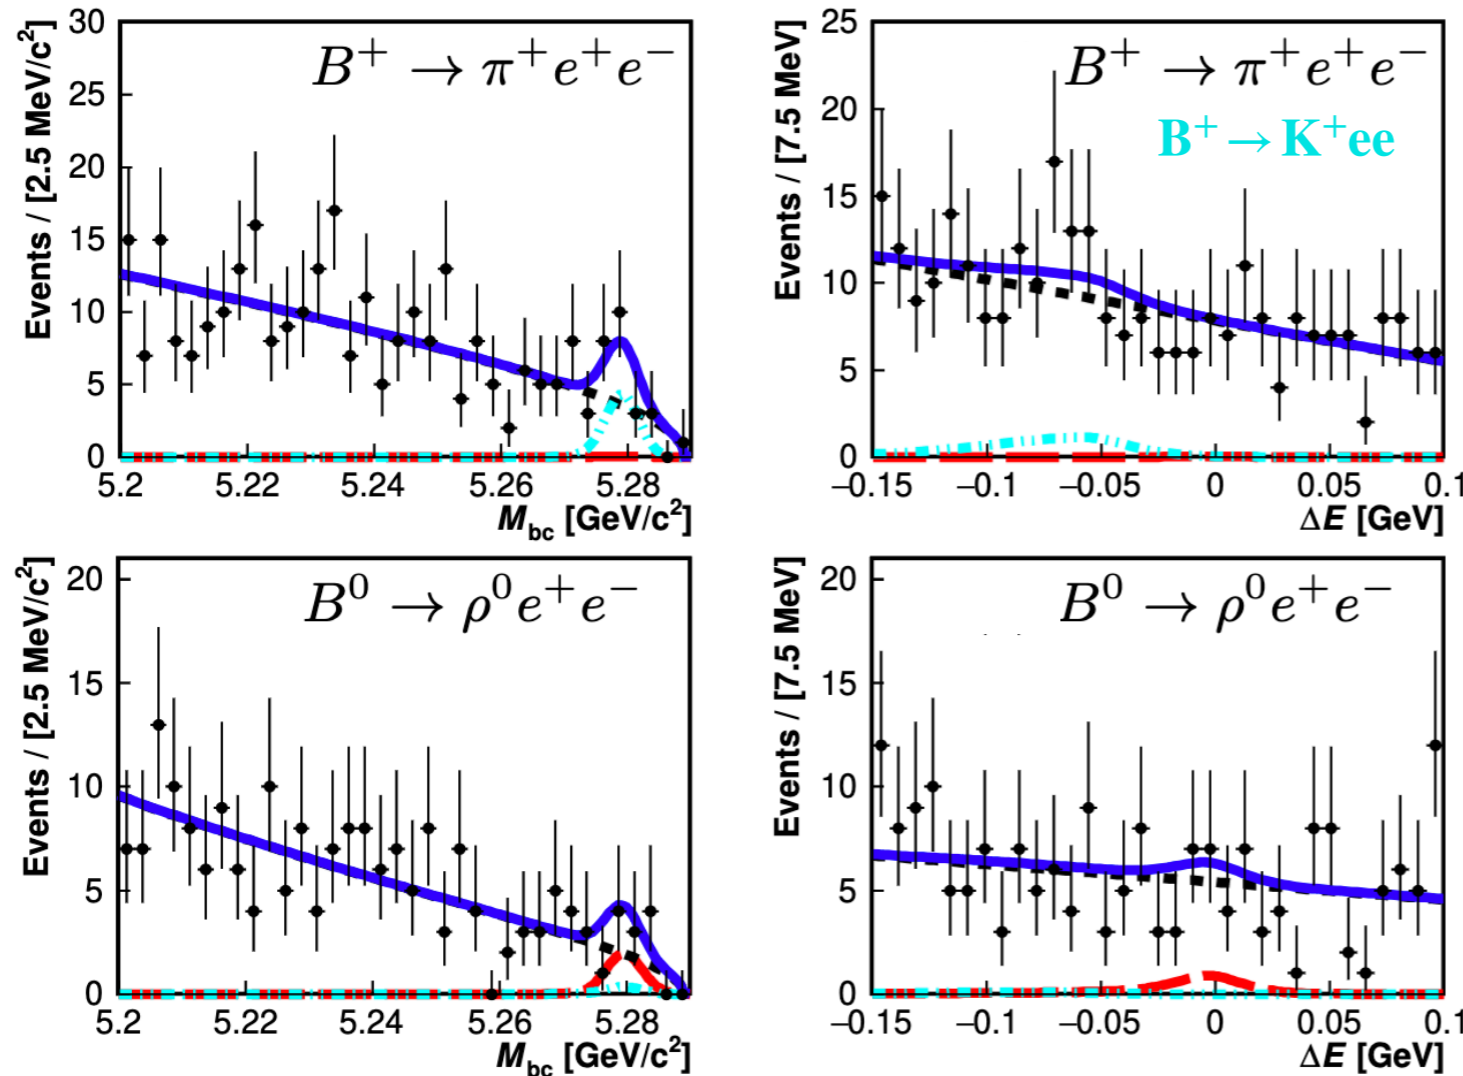 B⁺ → π⁺e⁺e⁻
Events / [2.5 MeV/c²]
30
25
20
15
10
5
0
5.2 5.22 5.24 5.26 5.28
M_bc [GeV/c²]
B⁺ → π⁺e⁺e⁻
B⁺ → K⁺ee
Events / [7.5 MeV]
25
20
15
10
5
0
−0.15 −0.1 −0.05 0 0.05 0.1
ΔE [GeV]
B⁰ → ρ⁰e⁺e⁻
Events / [2.5 MeV/c²]
20
15
10
5
0
5.2 5.22 5.24 5.26 5.28
M_bc [GeV/c²]
B⁰ → ρ⁰e⁺e⁻
Events / [7.5 MeV]
20
15
10
5
0
−0.15 −0.1 −0.05 0 0.05 0.1
ΔE [GeV]